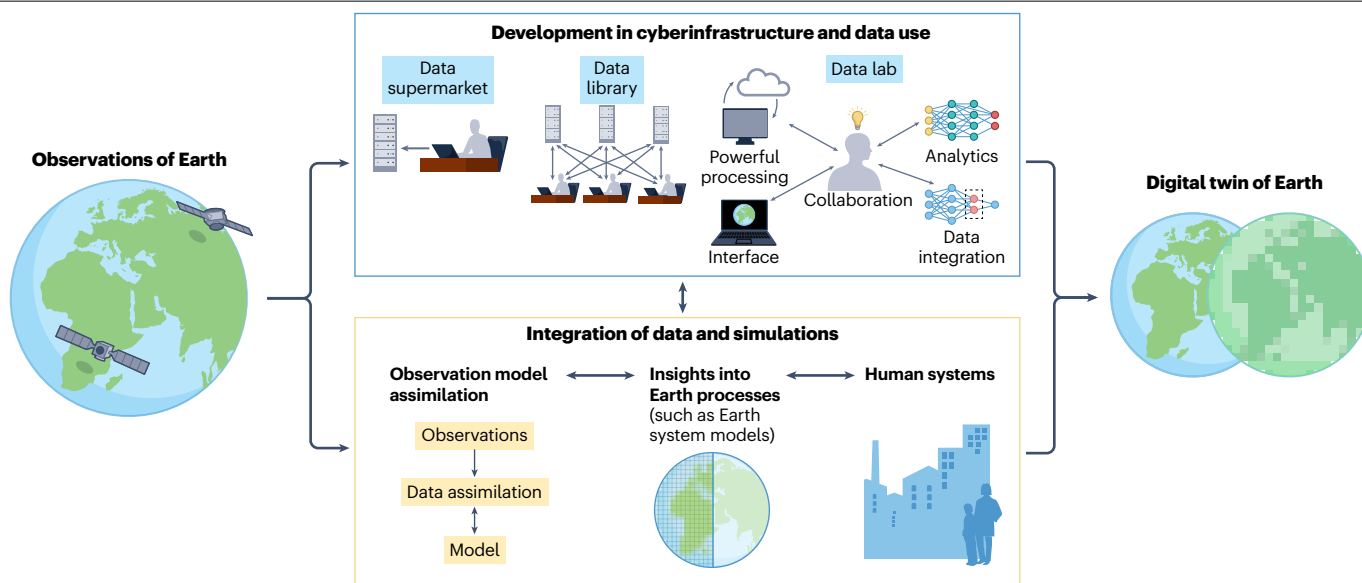 Observations of Earth
Development in cyberinfrastructure and data use
Data
supermarket
Data
library
Data lab
Powerful
processing
Collaboration
Analytics
Interface
Data
integration
Integration of data and simulations
Observation model
assimilation
Observations
Data assimilation
Model
Insights into
Earth processes
(such as Earth
system models)
Human systems
Digital twin of Earth